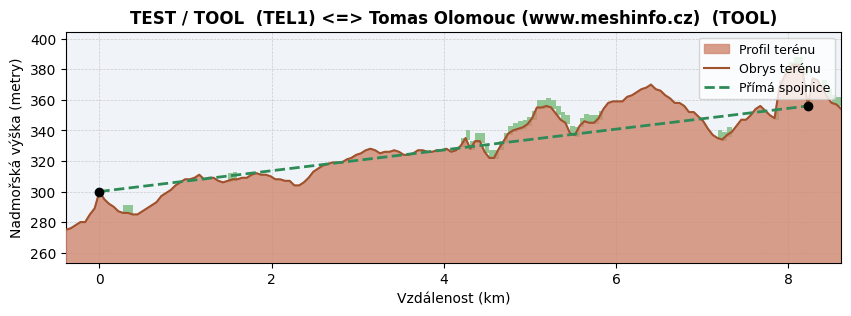 TEST / TOOL (TEL1) <=> Tomas Olomouc (www.meshinfo.cz) (TOOL)
Nadmořská výška (metry)
400
380
360
340
320
300
280
260
Profil terénu
Obrys terénu
Přímá spojnice
0
2
4
6
8
Vzdálenost (km)